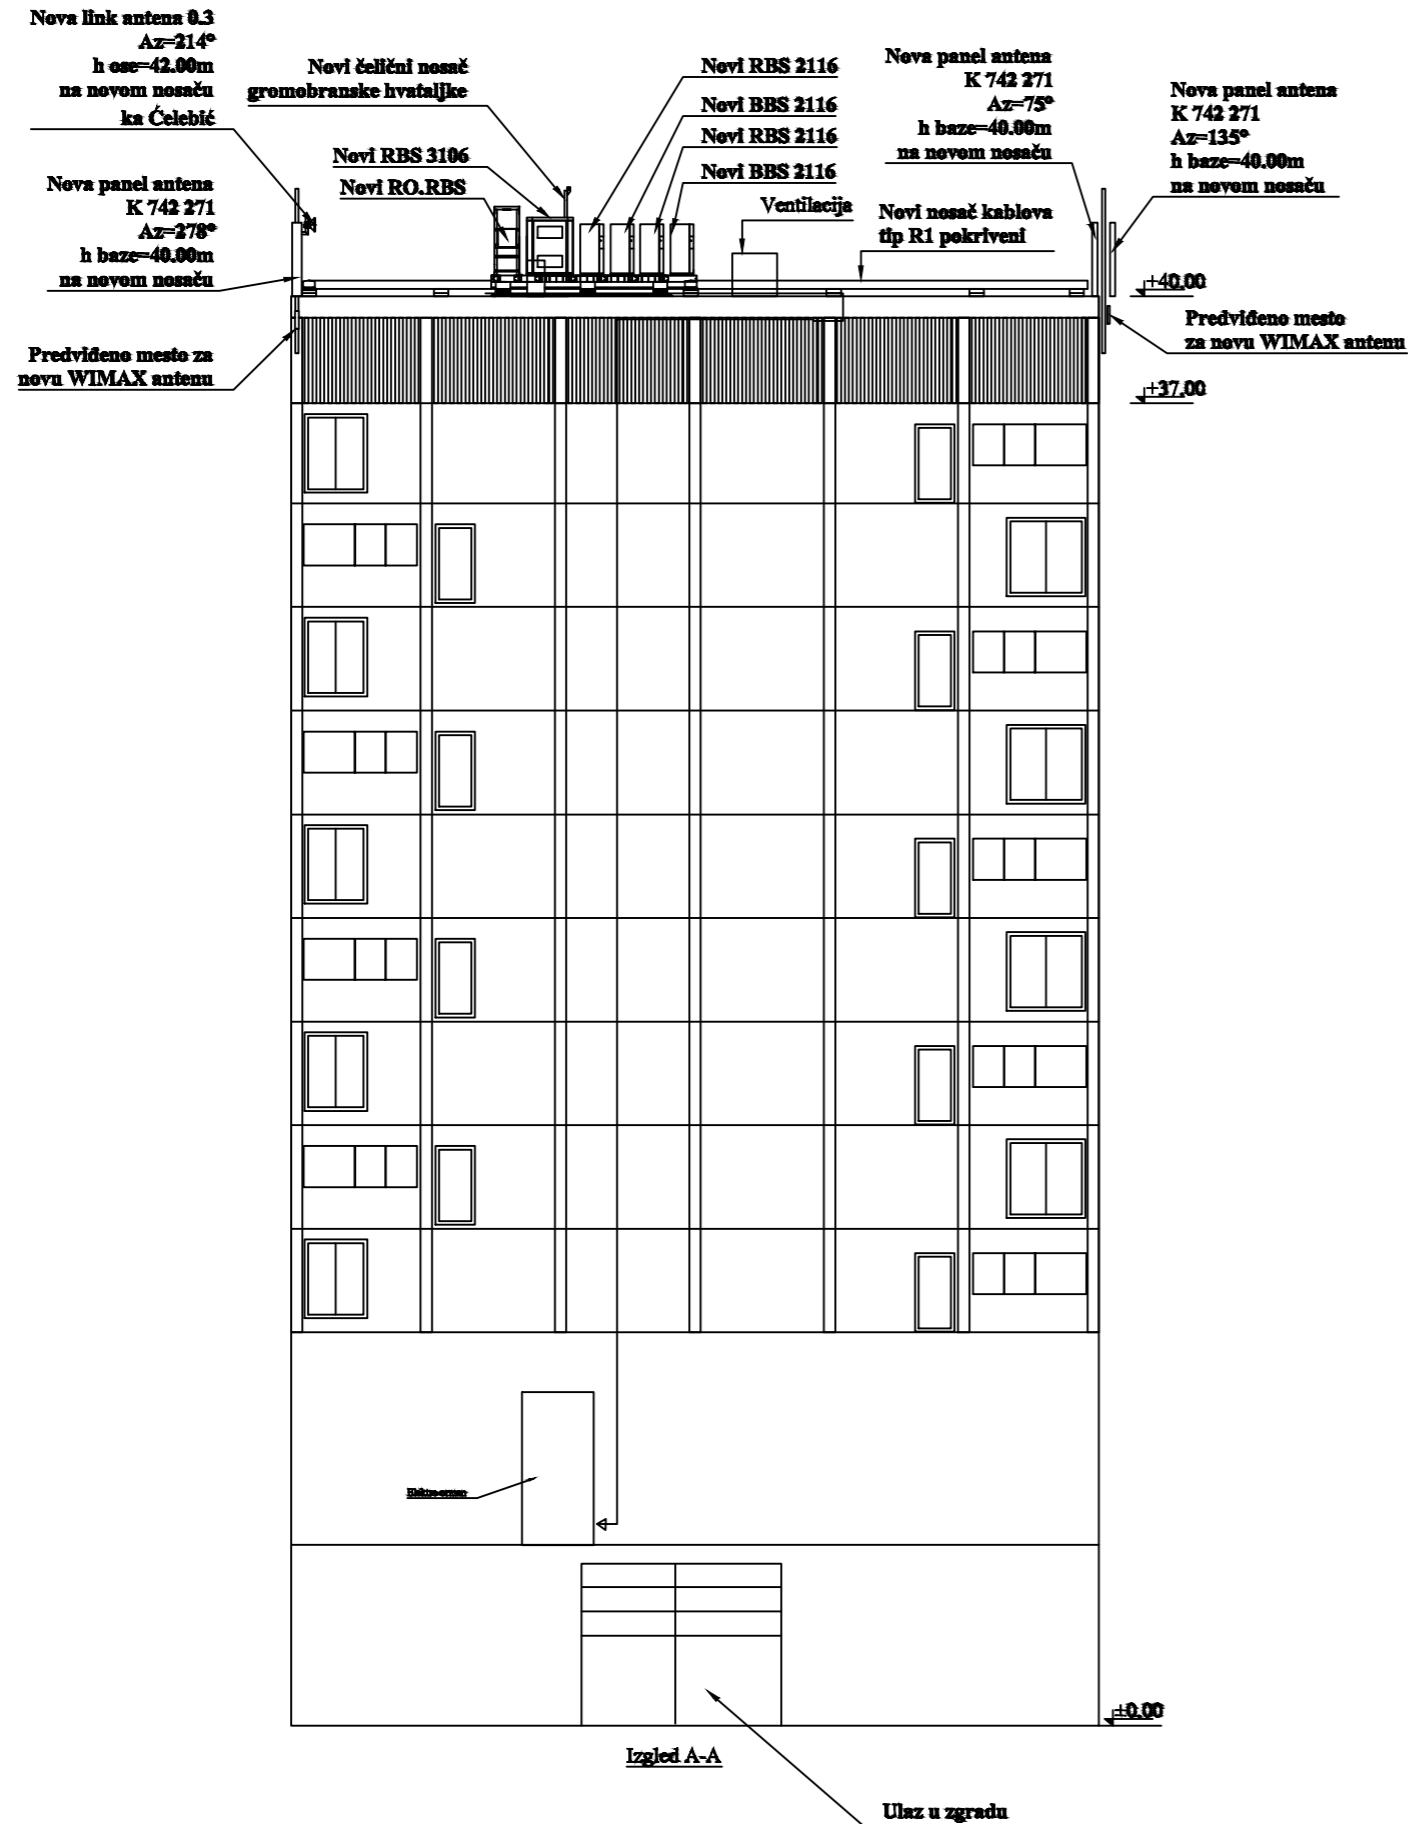 Nova link antena 0.3
Az=214°
h ose=42.00m
na novom nosaču
ka Ćelebić
Novi čelični nosač
gromobranske hvataljke
Novi RBS 3106
Novi RO.RBS
Nova panel antena
K 742 271
Az=278°
h baze=40.00m
na novom nosaču
Predviđeno mesto za
novu WIMAX antenu
Novi RBS 2116
Novi BBS 2116
Novi RBS 2116
Novi BBS 2116
Ventilacija
Novi nosač kablova
tip R1 pokriveni
Nova panel antena
K 742 271
Az=75°
h baze=40.00m
na novom nosaču
Nova panel antena
K 742 271
Az=135°
h baze=40.00m
na novom nosaču
+40.00
Predviđeno mesto
za novu WIMAX antenu
+37.00
±0.00
Izgled A-A
Ulaz u zgradu